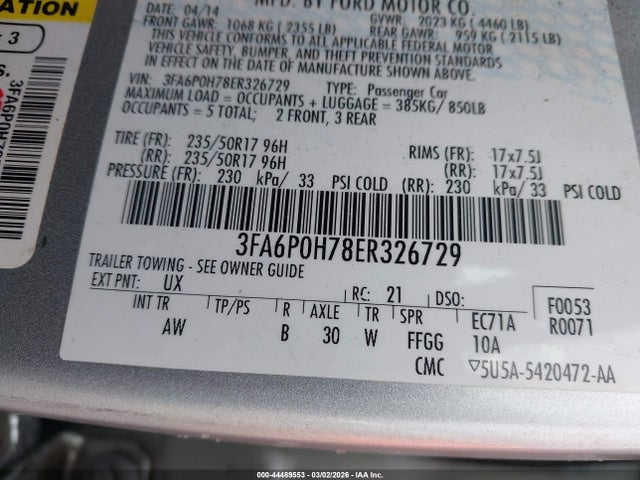 ATION
r 3
S.
MFD. BY FORD MOTOR CO.
DATE: 04/14 GVWR: 2023 KG ( 4460 LB)
FRONT GAWR: 1068 KG ( 2355 LB) REAR GAWR: 959 KG ( 2115 LB)
THIS VEHICLE CONFORMS TO ALL APPLICABLE FEDERAL MOTOR
VEHICLE SAFETY, BUMPER, AND THEFT PREVENTION STANDARDS
IN EFFECT ON THE DATE OF MANUFACTURE SHOWN ABOVE.
VIN: 3FA6P0H78ER326729 TYPE: Passenger Car
MAXIMUM LOAD = OCCUPANTS + LUGGAGE = 385KG/ 850LB
OCCUPANTS = 5 TOTAL; 2 FRONT, 3 REAR
TIRE (FR): 235/50R17 96H RIMS (FR): 17x7.5J
(RR): 235/50R17 96H (RR): 17x7.5J
PRESSURE (FR): 230 kPa/ 33 PSI COLD (RR): 230 kPa/ 33 PSI COLD
3FA6P0H78ER326729
TRAILER TOWING - SEE OWNER GUIDE
EXT PNT: UX RC: 21 DSO: F0053
INT TR TP/PS R AXLE TR SPR EC71A R0071
AW B 30 W FFGG 10A
CMC ▽5U5A-5420472-AA
000-44489553 - 03/02/2026 - IAA Inc.